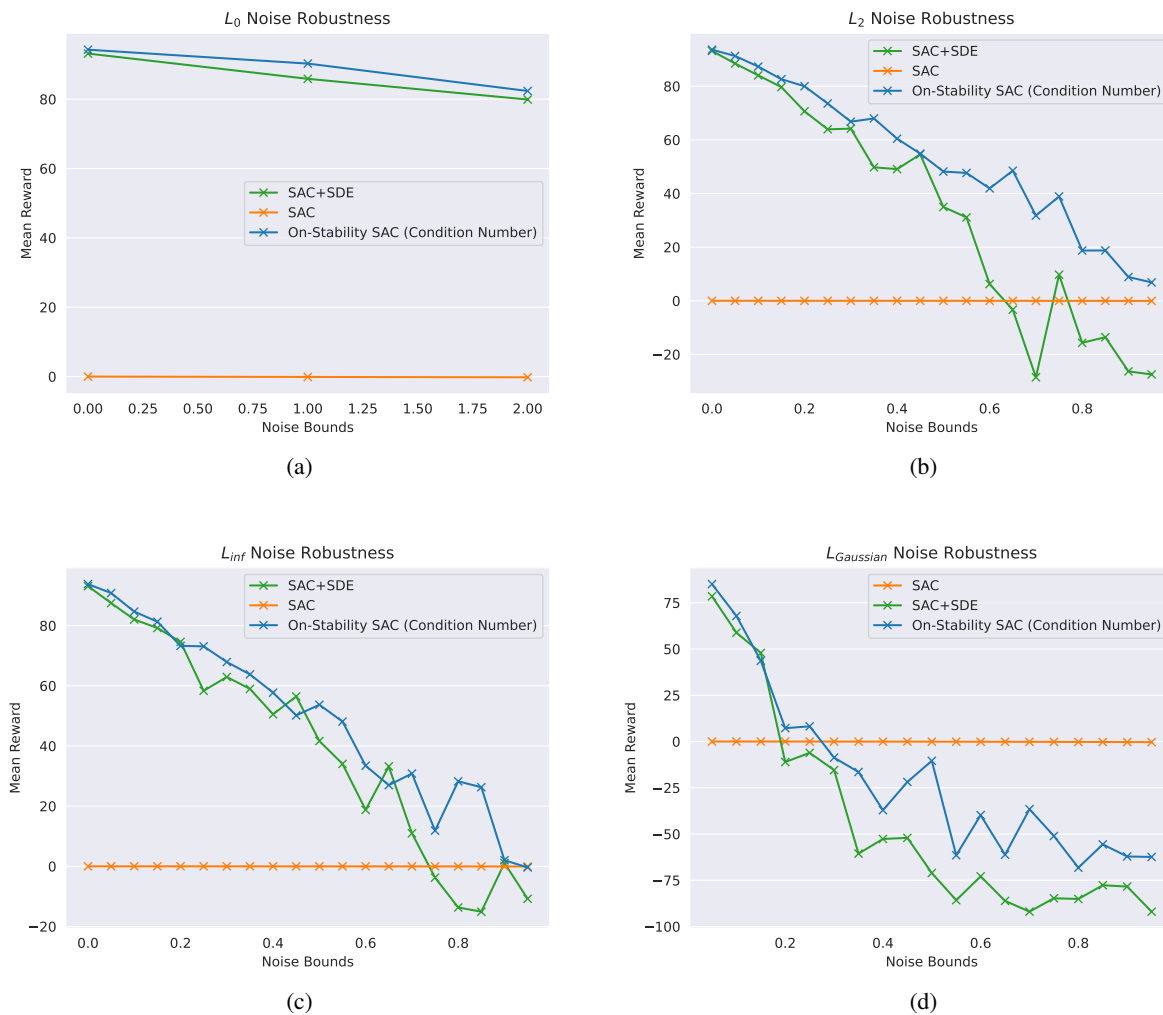 L0 Noise Robustness
Mean Reward
80
60
40
20
0
SAC+SDE
SAC
On-Stability SAC (Condition Number)
0.00 0.25 0.50 0.75 1.00 1.25 1.50 1.75 2.00
Noise Bounds
(a)
L2 Noise Robustness
Mean Reward
80
60
40
20
0
−20
SAC+SDE
SAC
On-Stability SAC (Condition Number)
0.0 0.2 0.4 0.6 0.8
Noise Bounds
(b)
Linf Noise Robustness
Mean Reward
80
60
40
20
0
−20
SAC+SDE
SAC
On-Stability SAC (Condition Number)
0.0 0.2 0.4 0.6 0.8
Noise Bounds
(c)
LGaussian Noise Robustness
Mean Reward
75
50
25
0
−25
−50
−75
−100
SAC
SAC+SDE
On-Stability SAC (Condition Number)
0.2 0.4 0.6 0.8
Noise Bounds
(d)